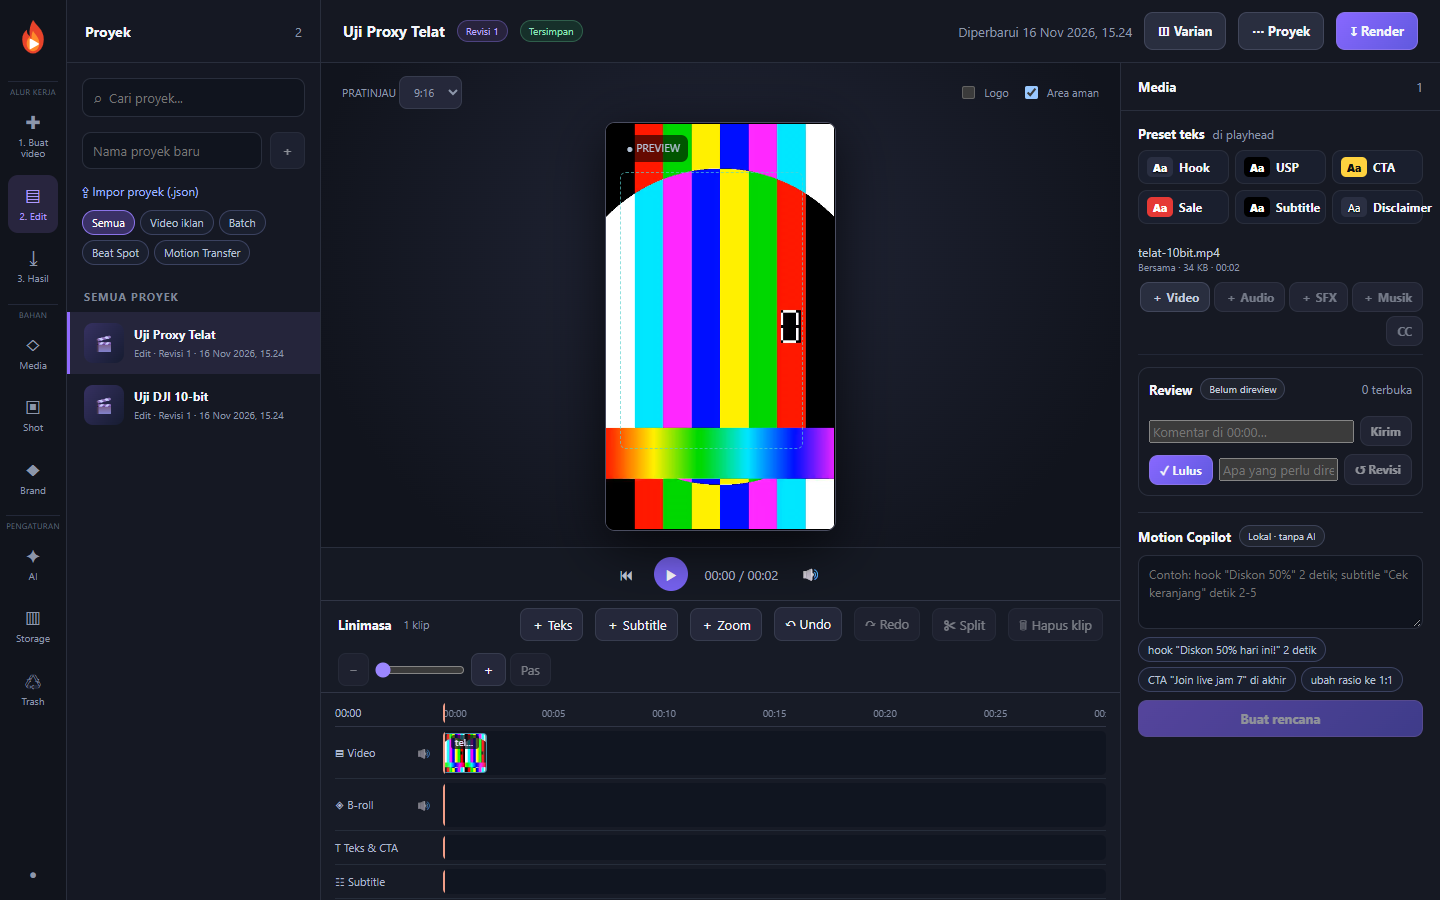 ALUR KERJA
1. Buat video
2. Edit
3. Hasil
BAHAN
Media
Shot
Brand
PENGATURAN
AI
Storage
Trash
Proyek
2
Cari proyek...
Nama proyek baru
+
Impor proyek (.json)
Semua
Video iklan
Batch
Beat Spot
Motion Transfer
SEMUA PROYEK
Uji Proxy Telat
Edit · Revisi 1 · 16 Nov 2026, 15.24
Uji DJI 10-bit
Edit · Revisi 1 · 16 Nov 2026, 15.24
Uji Proxy Telat
Revisi 1
Tersimpan
Diperbarui 16 Nov 2026, 15.24
Varian
Proyek
Render
PRATINJAU
9:16
Logo
Area aman
PREVIEW
0
00:00 / 00:02
Linimasa
1 klip
+ Teks
+ Subtitle
+ Zoom
Undo
Redo
Split
Hapus klip
−
+
Pas
00:00
00:00
00:05
00:10
00:15
00:20
00:25
00:
Video
tel...
B-roll
T Teks & CTA
Subtitle
Media
1
Preset teks
di playhead
Aa Hook
Aa USP
Aa CTA
Aa Sale
Aa Subtitle
Aa Disclaimer
telat-10bit.mp4
Bersama · 34 KB · 00:02
+ Video
+ Audio
+ SFX
+ Musik
CC
Review
Belum direview
0 terbuka
Komentar di 00:00...
Kirim
✓ Lulus
Apa yang perlu dire
Revisi
Motion Copilot
Lokal · tanpa AI
Contoh: hook "Diskon 50%" 2 detik; subtitle "Cek
keranjang" detik 2-5
hook "Diskon 50% hari ini!" 2 detik
CTA "Join live jam 7" di akhir
ubah rasio ke 1:1
Buat rencana